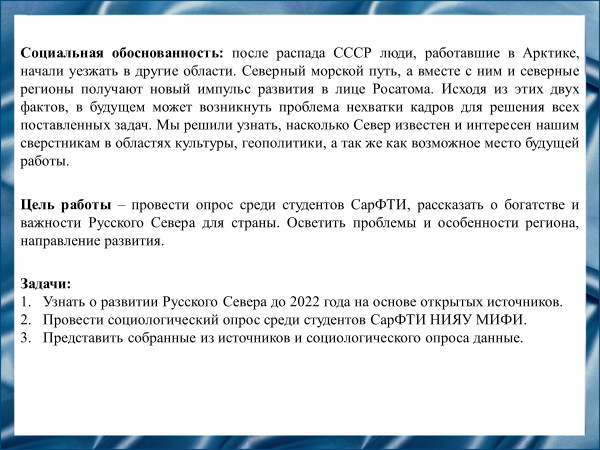 Социальная обоснованность: после распада СССР люди, работавшие в Арктике,
начали уезжать в другие области. Северный морской путь, а вместе с ним и северные
регионы получают новый импульс развития в лице Росатома. Исходя из этих двух
фактов, в будущем может возникнуть проблема нехватки кадров для решения всех
поставленных задач. Мы решили узнать, насколько Север известен и интересен нашим
сверстникам в областях культуры, геополитики, а так же как возможное место будущей
работы.
Цель работы – провести опрос среди студентов СарФТИ, рассказать о богатстве и
важности Русского Севера для страны. Осветить проблемы и особенности региона,
направление развития.
Задачи:
1. Узнать о развитии Русского Севера до 2022 года на основе открытых источников.
2. Провести социологический опрос среди студентов СарФТИ НИЯУ МИФИ.
3. Представить собранные из источников и социологического опроса данные.